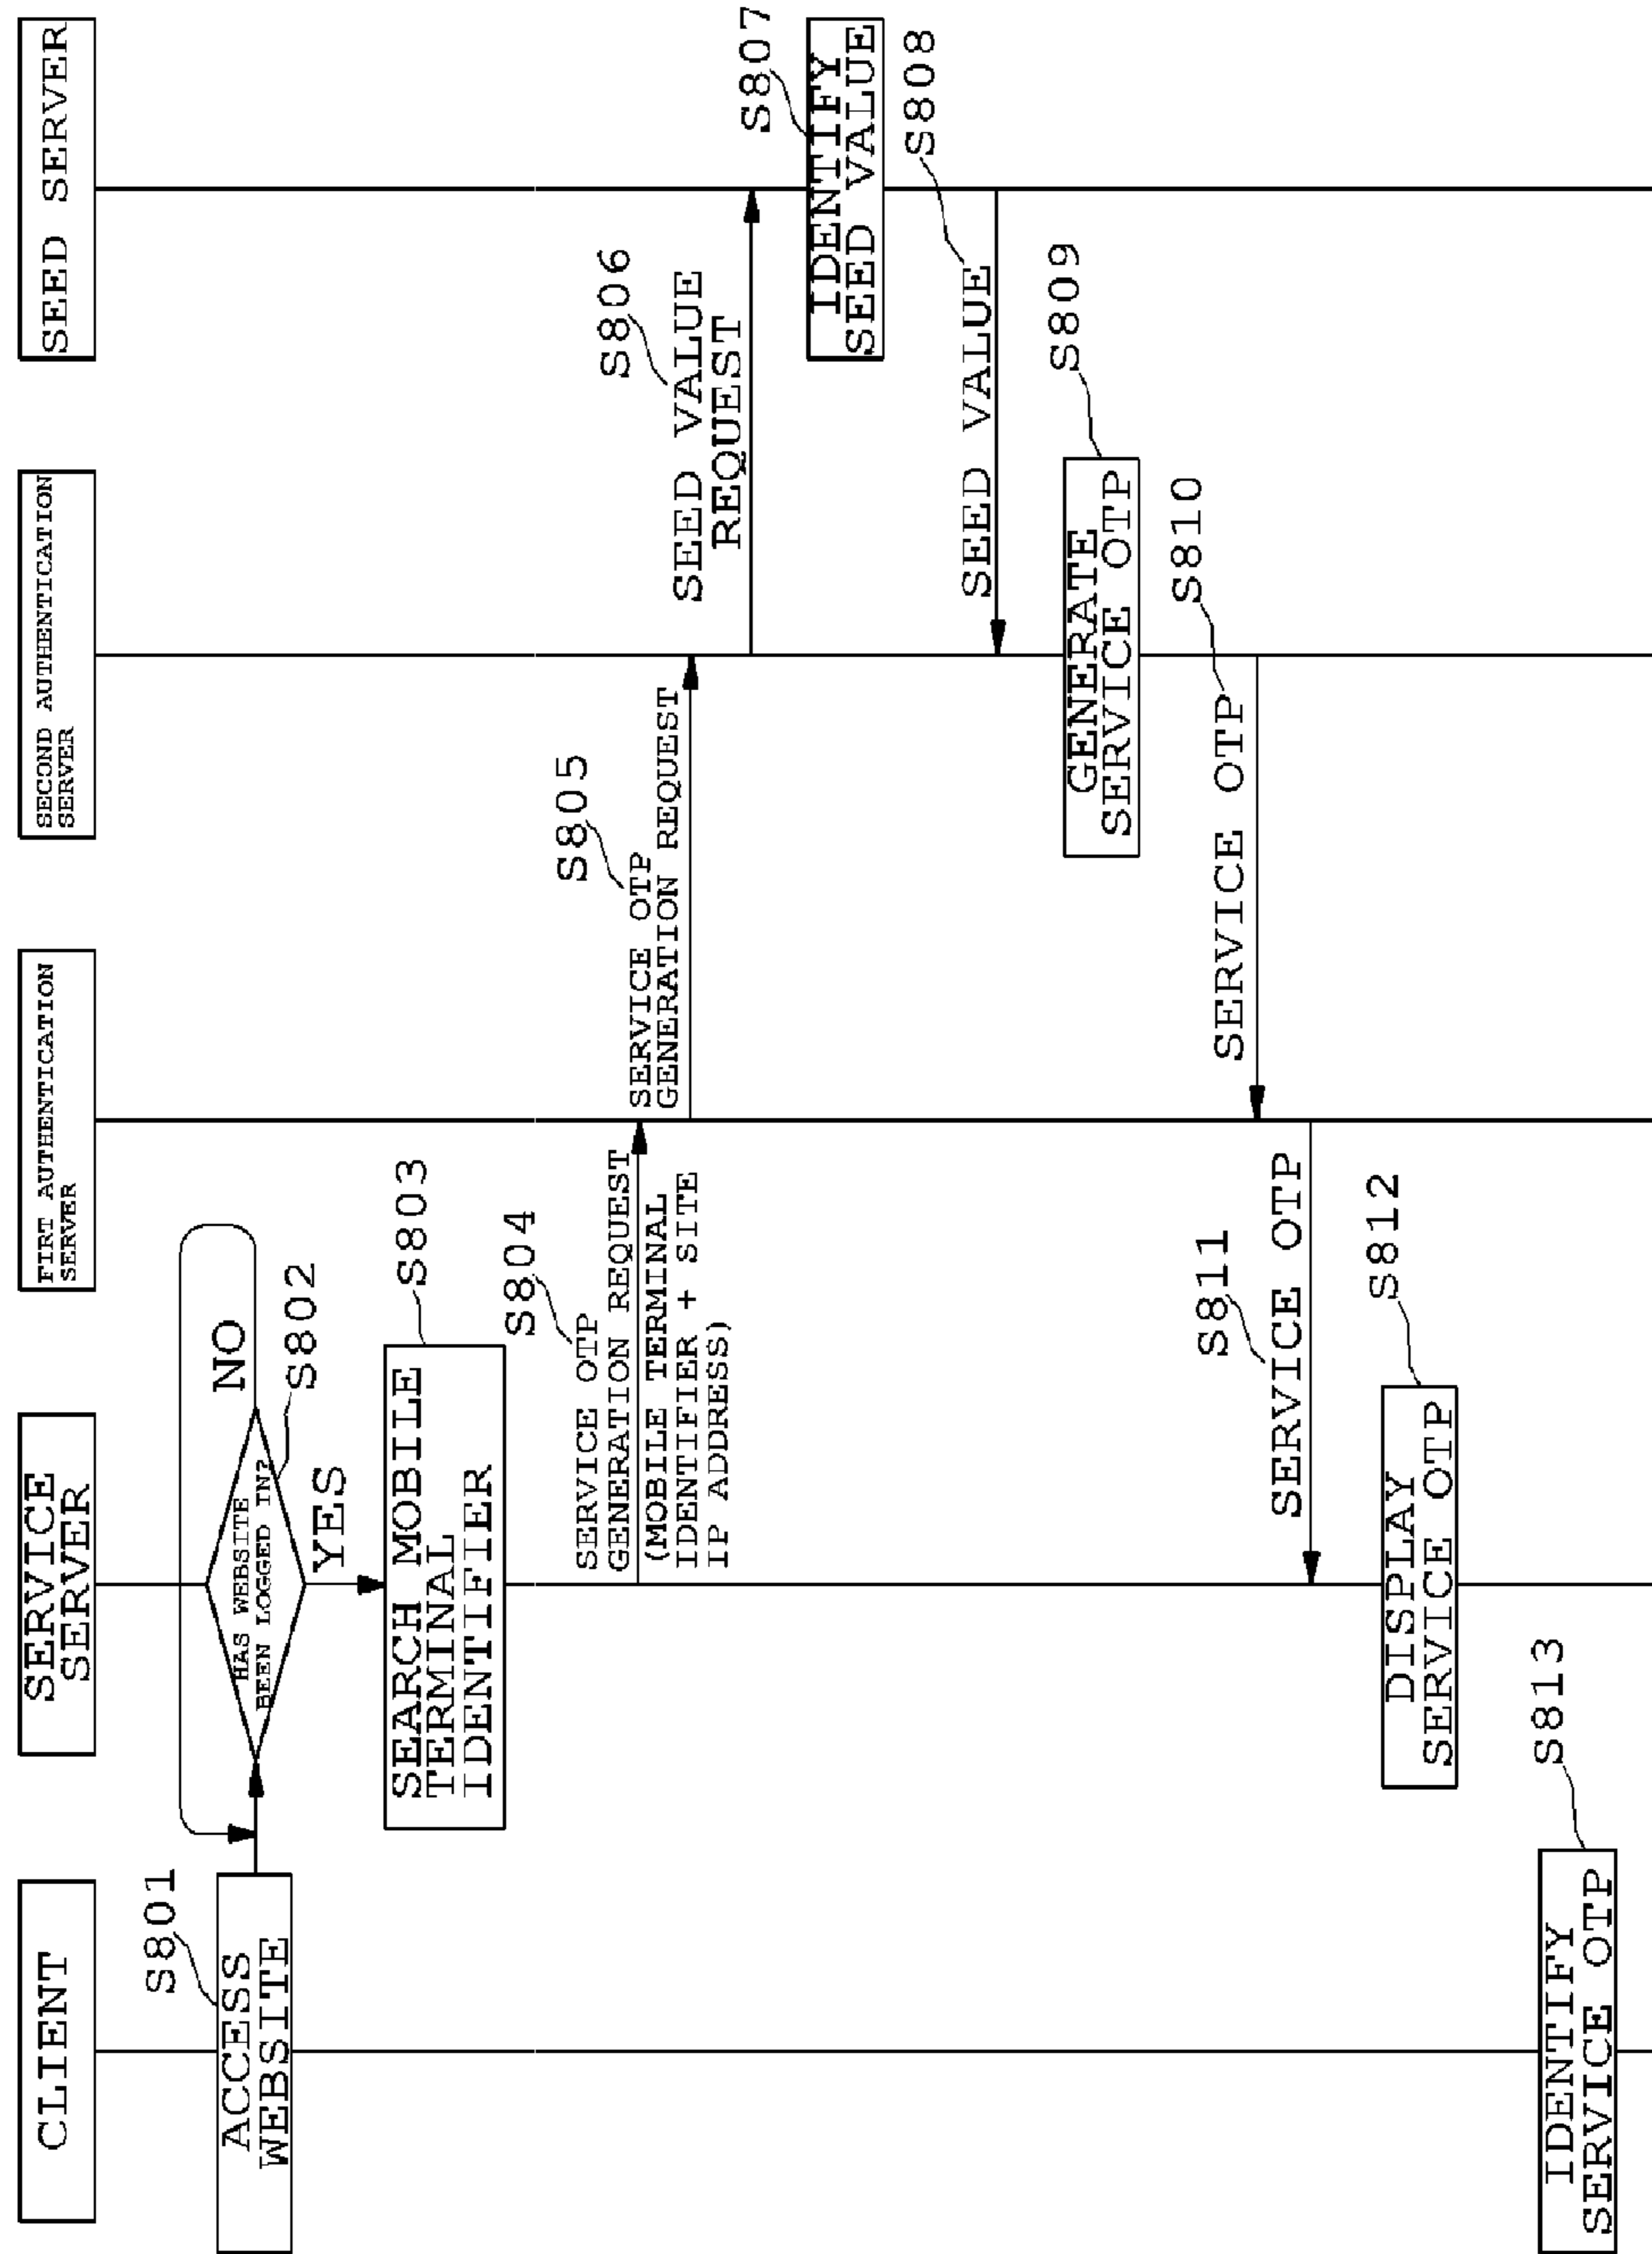 CLIENT
SERVICE
SERVER
FIRT AUTHENTICATION
SERVER
SECOND AUTHENTICATION
SERVER
SEED SERVER
S801
ACCESS
WEBSITE
HAS WEBSITE
BEEN LOGGED IN?
NO
S802
YES
SEARCH MOBILE
TERMINAL
IDENTIFIER
S803
S804
SERVICE OTP
GENERATION REQUEST
(MOBILE TERMINAL
IDENTIFIER + SITE
IP ADDRESS)
S805
SERVICE OTP
GENERATION REQUEST
S806
SEED VALUE
REQUEST
S807
IDENTIFY
SEED VALUE
S808
SEED VALUE
S809
GENERATE
SERVICE OTP
S810
SERVICE OTP
S811
SERVICE OTP
S812
DISPLAY
SERVICE OTP
S813
IDENTIFY
SERVICE OTP